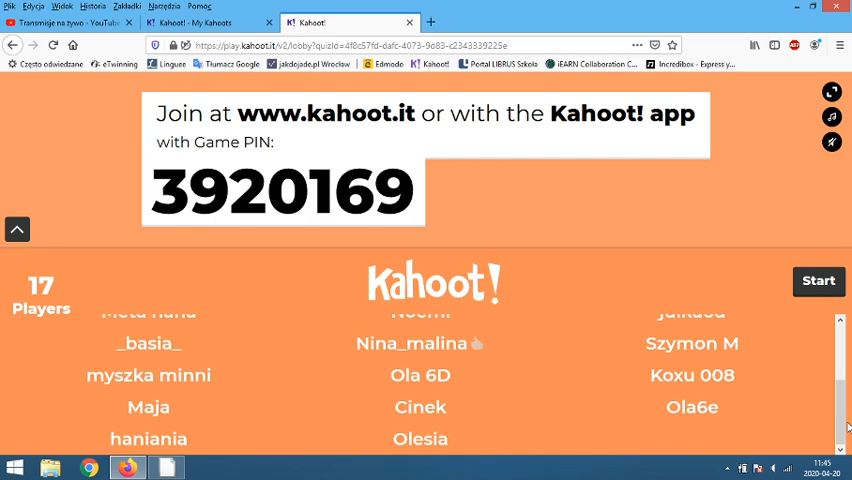 Plik Edycja Widok Historia Zakładki Narzędzia Pomoc
Transmisje na żywo - YouTube
Kahoot! - My Kahoots
Kahoot!
https://play.kahoot.it/v2/lobby?quizId=4f8c57fd-dafc-4073-9d83-c2343339225e
Często odwiedzane
eTwinning
Linguee
Tłumacz Google
jakdojade.pl Wrocław
Edmodo
Kahoot!
Portal LIBRUS Szkoła
iEARN Collaboration C...
Incredibox - Express y...
Join at www.kahoot.it or with the Kahoot! app
with Game PIN:
3920169
17
Players
Kahoot!
Start
Noemi
_basia_
Nina_malina
Szymon M
myszka minni
Ola 6D
Koxu 008
Maja
Cinek
Ola6e
haniania
Olesia
11:45
2020-04-20